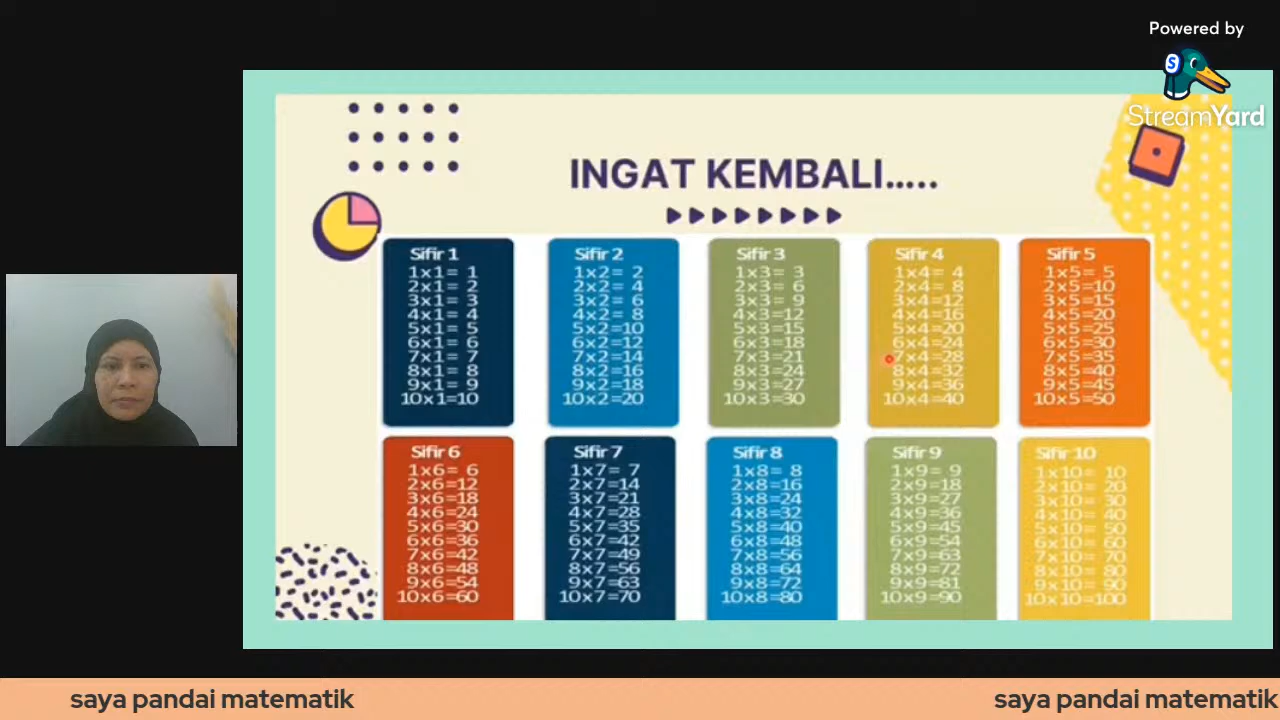 Powered by
StreamYard
INGAT KEMBALI.....
Sifir 1
1x1= 1
2x1= 2
3x1= 3
4x1= 4
5x1= 5
6x1= 6
7x1= 7
8x1= 8
9x1= 9
10x1=10
Sifir 2
1x2= 2
2x2= 4
3x2= 6
4x2= 8
5x2=10
6x2=12
7x2=14
8x2=16
9x2=18
10x2=20
Sifir 3
1x3= 3
2x3= 6
3x3= 9
4x3=12
5x3=15
6x3=18
7x3=21
8x3=24
9x3=27
10x3=30
Sifir 4
1x4= 4
2x4= 8
3x4=12
4x4=16
5x4=20
6x4=24
7x4=28
8x4=32
9x4=36
10x4=40
Sifir 5
1x5= 5
2x5=10
3x5=15
4x5=20
5x5=25
6x5=30
7x5=35
8x5=40
9x5=45
10x5=50
Sifir 6
1x6= 6
2x6=12
3x6=18
4x6=24
5x6=30
6x6=36
7x6=42
8x6=48
9x6=54
10x6=60
Sifir 7
1x7= 7
2x7=14
3x7=21
4x7=28
5x7=35
6x7=42
7x7=49
8x7=56
9x7=63
10x7=70
Sifir 8
1x8= 8
2x8=16
3x8=24
4x8=32
5x8=40
6x8=48
7x8=56
8x8=64
9x8=72
10x8=80
Sifir 9
1x9= 9
2x9=18
3x9=27
4x9=36
5x9=45
6x9=54
7x9=63
8x9=72
9x9=81
10x9=90
Sifir 10
1x10= 10
2x10= 20
3x10= 30
4x10= 40
5x10= 50
6x10= 60
7x10= 70
8x10= 80
9x10= 90
10x10=100
saya pandai matematik
saya pandai matematik